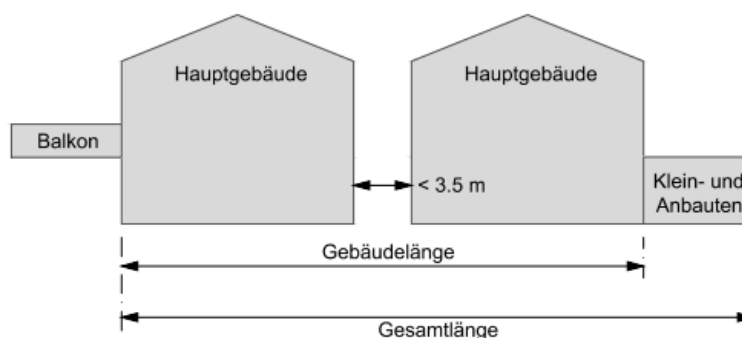 Hauptgebäude
Hauptgebäude
Balkon
< 3.5 m
Klein- und
Anbauten
Gebäudelänge
Gesamtlänge